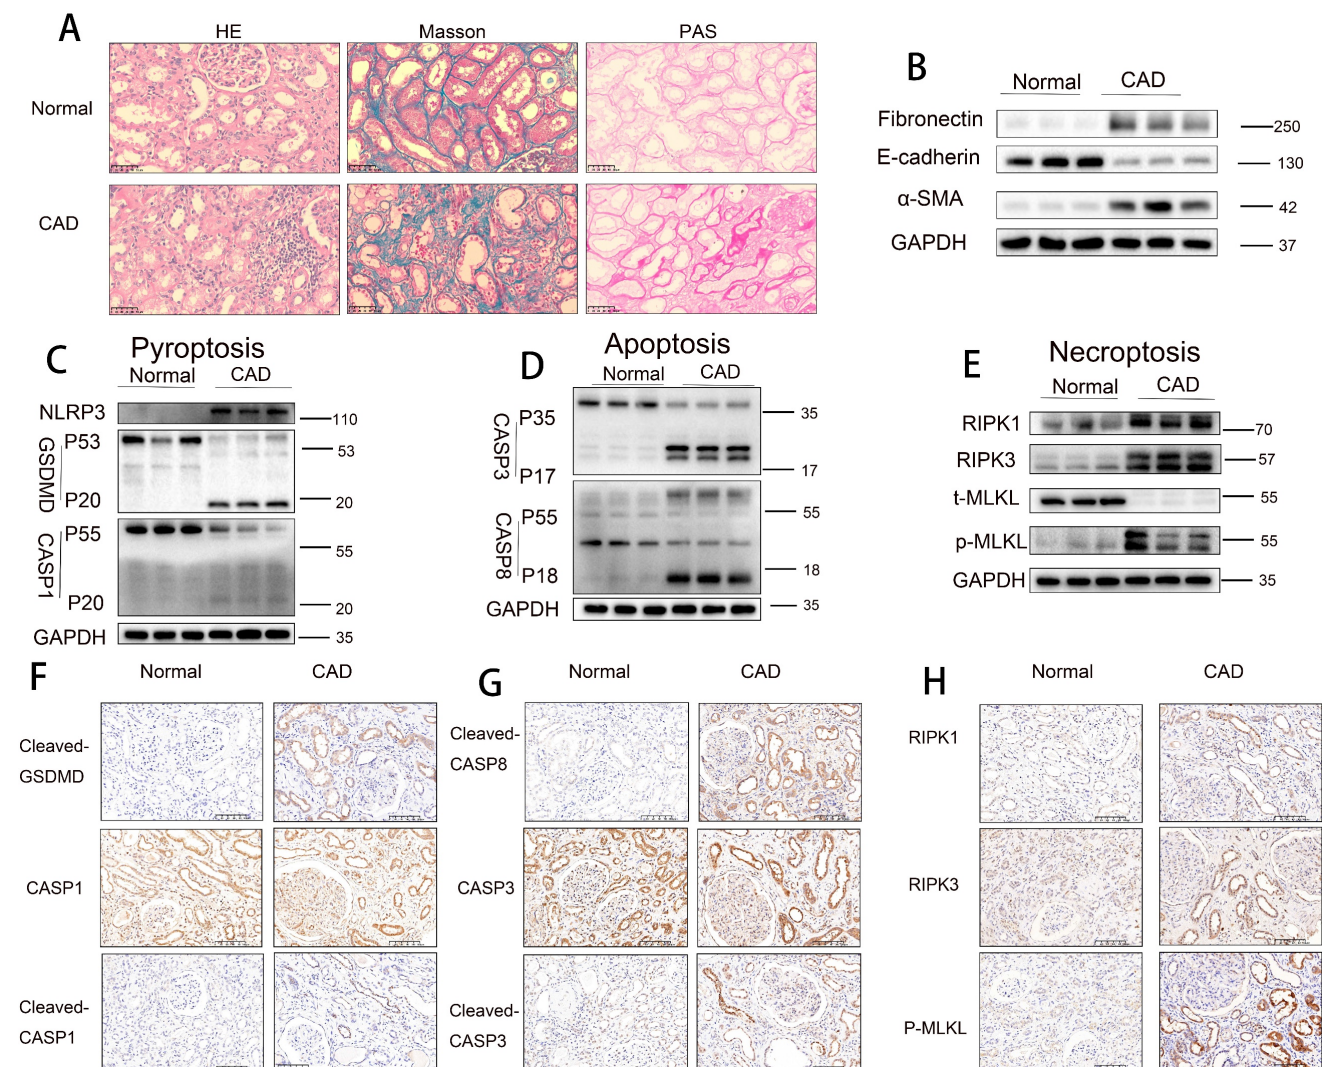 A
HE
Masson
PAS
Normal
CAD
B
Normal
CAD
Fibronectin
250
E-cadherin
130
α-SMA
42
GAPDH
37
C
Pyroptosis
Normal
CAD
NLRP3
110
GSDMD
P53
53
P20
20
CASP1
P55
55
P20
20
GAPDH
35
D
Apoptosis
Normal
CAD
CASP3
P35
35
P17
17
CASP8
P55
55
P18
18
GAPDH
35
E
Necroptosis
Normal
CAD
RIPK1
70
RIPK3
57
t-MLKL
55
p-MLKL
55
GAPDH
35
F
Normal
CAD
Cleaved-
GSDMD
CASP1
Cleaved-
CASP1
G
Normal
CAD
Cleaved-
CASP8
CASP3
Cleaved-
CASP3
H
Normal
CAD
RIPK1
RIPK3
P-MLKL